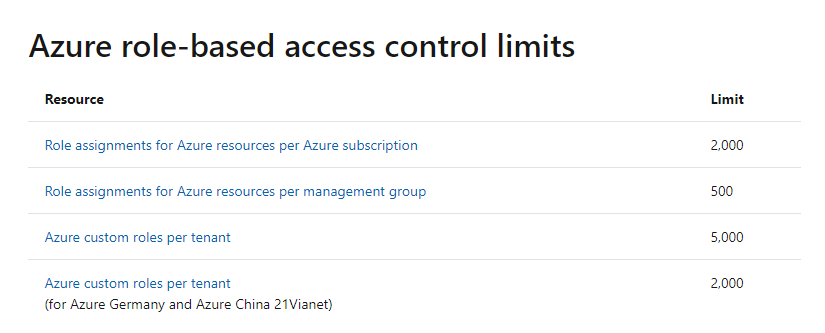 Azure role-based access control limits
Resource Limit
Role assignments for Azure resources per Azure subscription 2,000
Role assignments for Azure resources per management group 500
Azure custom roles per tenant 5,000
Azure custom roles per tenant 2,000
(for Azure Germany and Azure China 21Vianet)